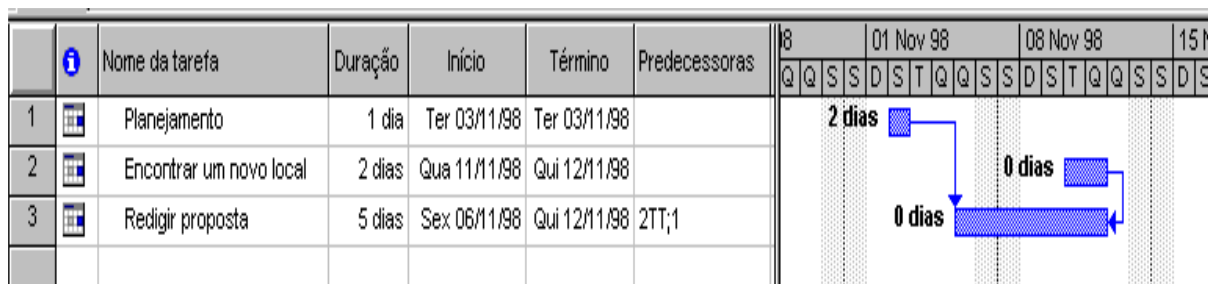 Nome da tarefa Duração Início Término Predecessoras 98 01 Nov 98 08 Nov 98 15 N
Q Q S S D S T Q Q S S D S T Q Q S S D S
1 Planejamento 1 dia Ter 03/11/98 Ter 03/11/98 2 dias
2 Encontrar um novo local 2 dias Qua 11/11/98 Qui 12/11/98 0 dias
3 Redigir proposta 5 dias Sex 06/11/98 Qui 12/11/98 2TT;1 0 dias